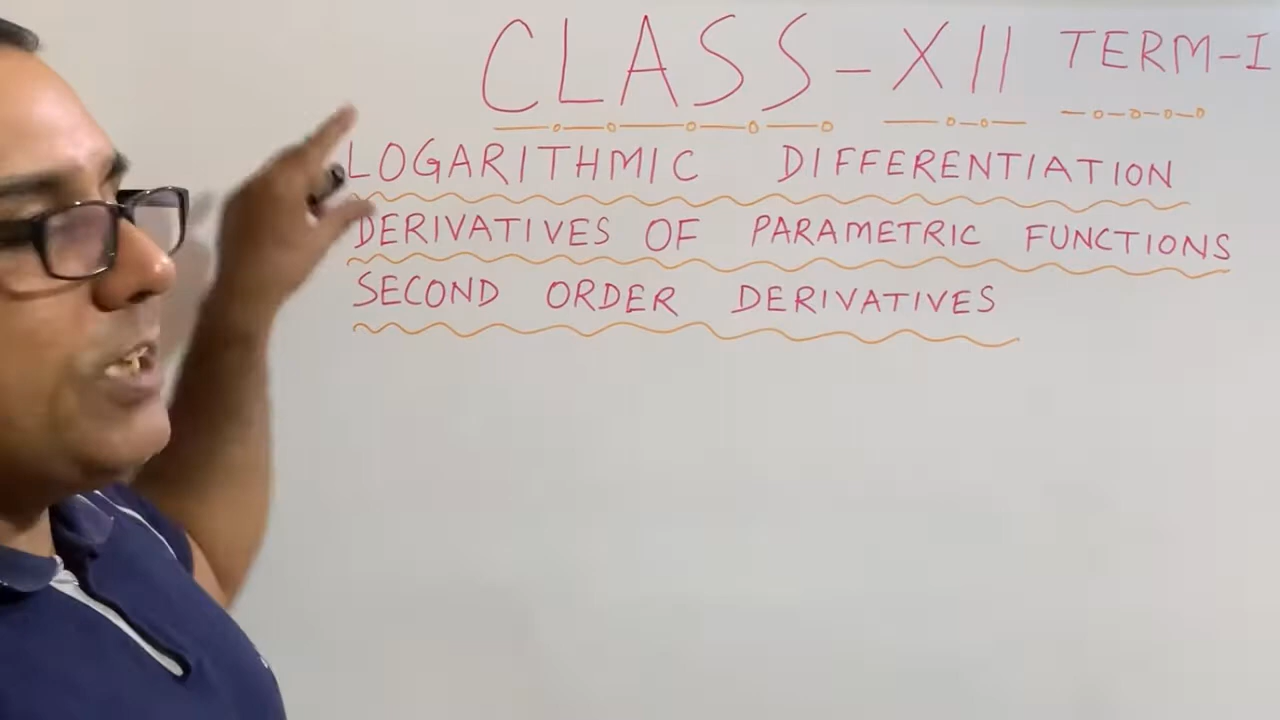 CLASS-XII TERM-I
LOGARITHMIC DIFFERENTIATION
DERIVATIVES OF PARAMETRIC FUNCTIONS
SECOND ORDER DERIVATIVES